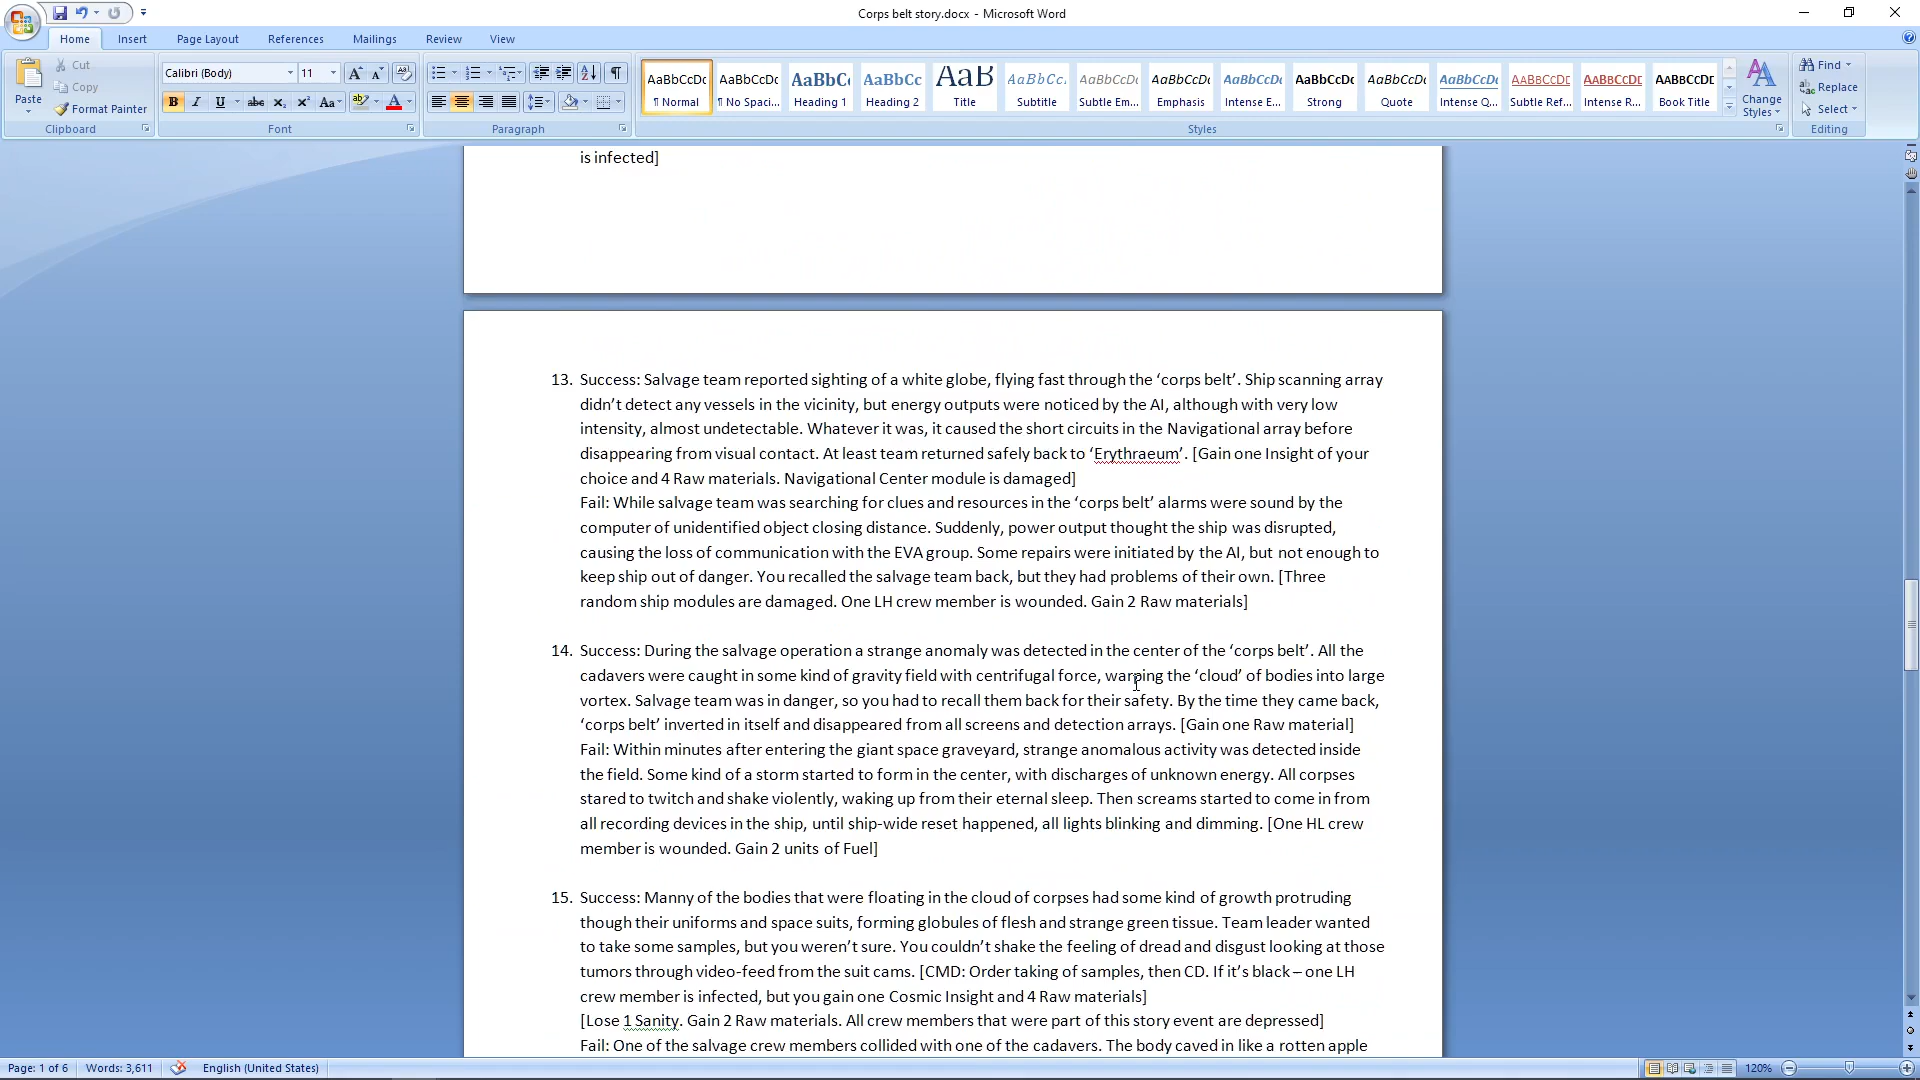 Corps belt story.docx - Microsoft Word
Home Insert Page Layout References Mailings Review View
Paste
Cut
Copy
Format Painter
Clipboard
Calibri (Body) 11
Font
Paragraph
AaBbCcDc AaBbCcDc AaBbC AaBbCc AaB AaBbCc. AaBbCcDc AaBbCcDc AaBbCcDc AaBbCcDc AaBbCcDc AaBbCcDc AABBCCDD AABBCCDD AABBCCDD
¶ Normal ¶ No Spaci... Heading 1 Heading 2 Title Subtitle Subtle Em... Emphasis Intense E... Strong Quote Intense Q... Subtle Ref... Intense R... Book Title
Styles
Change Styles
Find
Replace
Select
Editing
is infected]
13. Success: Salvage team reported sighting of a white globe, flying fast through the ‘corps belt’. Ship scanning array
didn’t detect any vessels in the vicinity, but energy outputs were noticed by the AI, although with very low
intensity, almost undetectable. Whatever it was, it caused the short circuits in the Navigational array before
disappearing from visual contact. At least team returned safely back to ‘Erythraeum’. [Gain one Insight of your
choice and 4 Raw materials. Navigational Center module is damaged]
Fail: While salvage team was searching for clues and resources in the ‘corps belt’ alarms were sound by the
computer of unidentified object closing distance. Suddenly, power output thought the ship was disrupted,
causing the loss of communication with the EVA group. Some repairs were initiated by the AI, but not enough to
keep ship out of danger. You recalled the salvage team back, but they had problems of their own. [Three
random ship modules are damaged. One LH crew member is wounded. Gain 2 Raw materials]
14. Success: During the salvage operation a strange anomaly was detected in the center of the ‘corps belt’. All the
cadavers were caught in some kind of gravity field with centrifugal force, warping the ‘cloud’ of bodies into large
vortex. Salvage team was in danger, so you had to recall them back for their safety. By the time they came back,
‘corps belt’ inverted in itself and disappeared from all screens and detection arrays. [Gain one Raw material]
Fail: Within minutes after entering the giant space graveyard, strange anomalous activity was detected inside
the field. Some kind of a storm started to form in the center, with discharges of unknown energy. All corpses
stared to twitch and shake violently, waking up from their eternal sleep. Then screams started to come in from
all recording devices in the ship, until ship-wide reset happened, all lights blinking and dimming. [One HL crew
member is wounded. Gain 2 units of Fuel]
15. Success: Manny of the bodies that were floating in the cloud of corpses had some kind of growth protruding
though their uniforms and space suits, forming globules of flesh and strange green tissue. Team leader wanted
to take some samples, but you weren’t sure. You couldn’t shake the feeling of dread and disgust looking at those
tumors through video-feed from the suit cams. [CMD: Order taking of samples, then CD. If it’s black – one LH
crew member is infected, but you gain one Cosmic Insight and 4 Raw materials]
[Lose 1 Sanity. Gain 2 Raw materials. All crew members that were part of this story event are depressed]
Fail: One of the salvage crew members collided with one of the cadavers. The body caved in like a rotten apple
Page: 1 of 6 Words: 3,611 English (United States) 120%